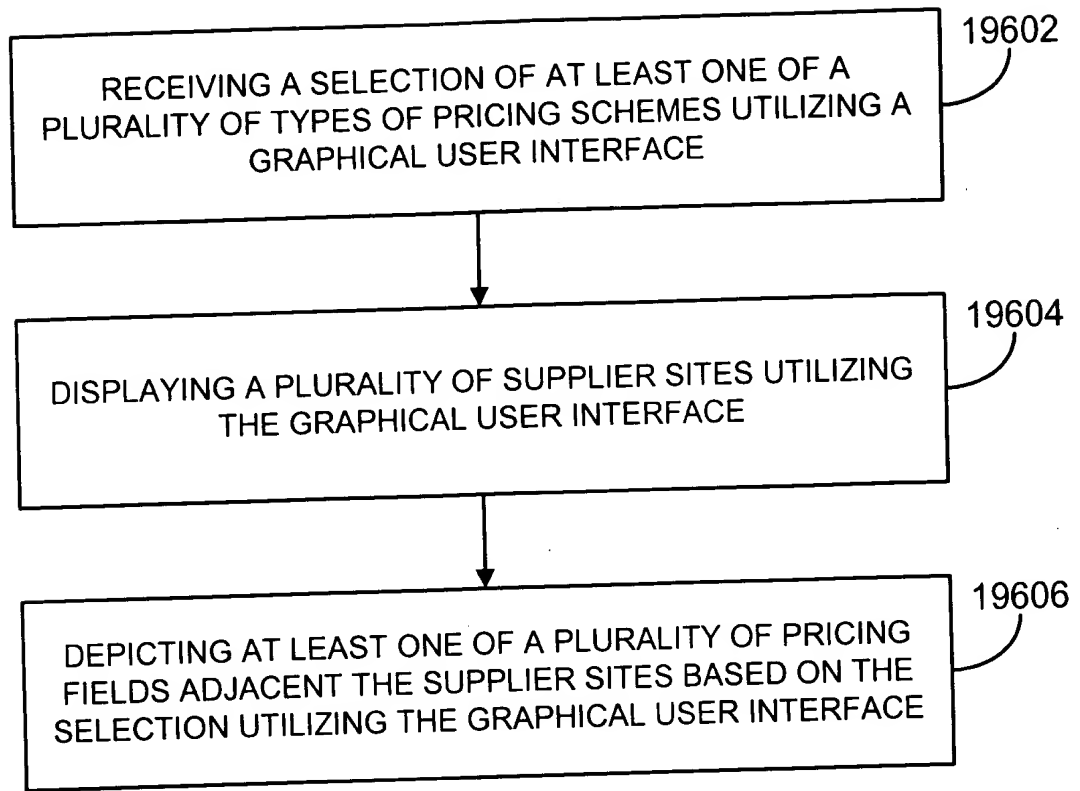 19602
RECEIVING A SELECTION OF AT LEAST ONE OF A
PLURALITY OF TYPES OF PRICING SCHEMES UTILIZING A
GRAPHICAL USER INTERFACE
19604
DISPLAYING A PLURALITY OF SUPPLIER SITES UTILIZING
THE GRAPHICAL USER INTERFACE
19606
DEPICTING AT LEAST ONE OF A PLURALITY OF PRICING
FIELDS ADJACENT THE SUPPLIER SITES BASED ON THE
SELECTION UTILIZING THE GRAPHICAL USER INTERFACE